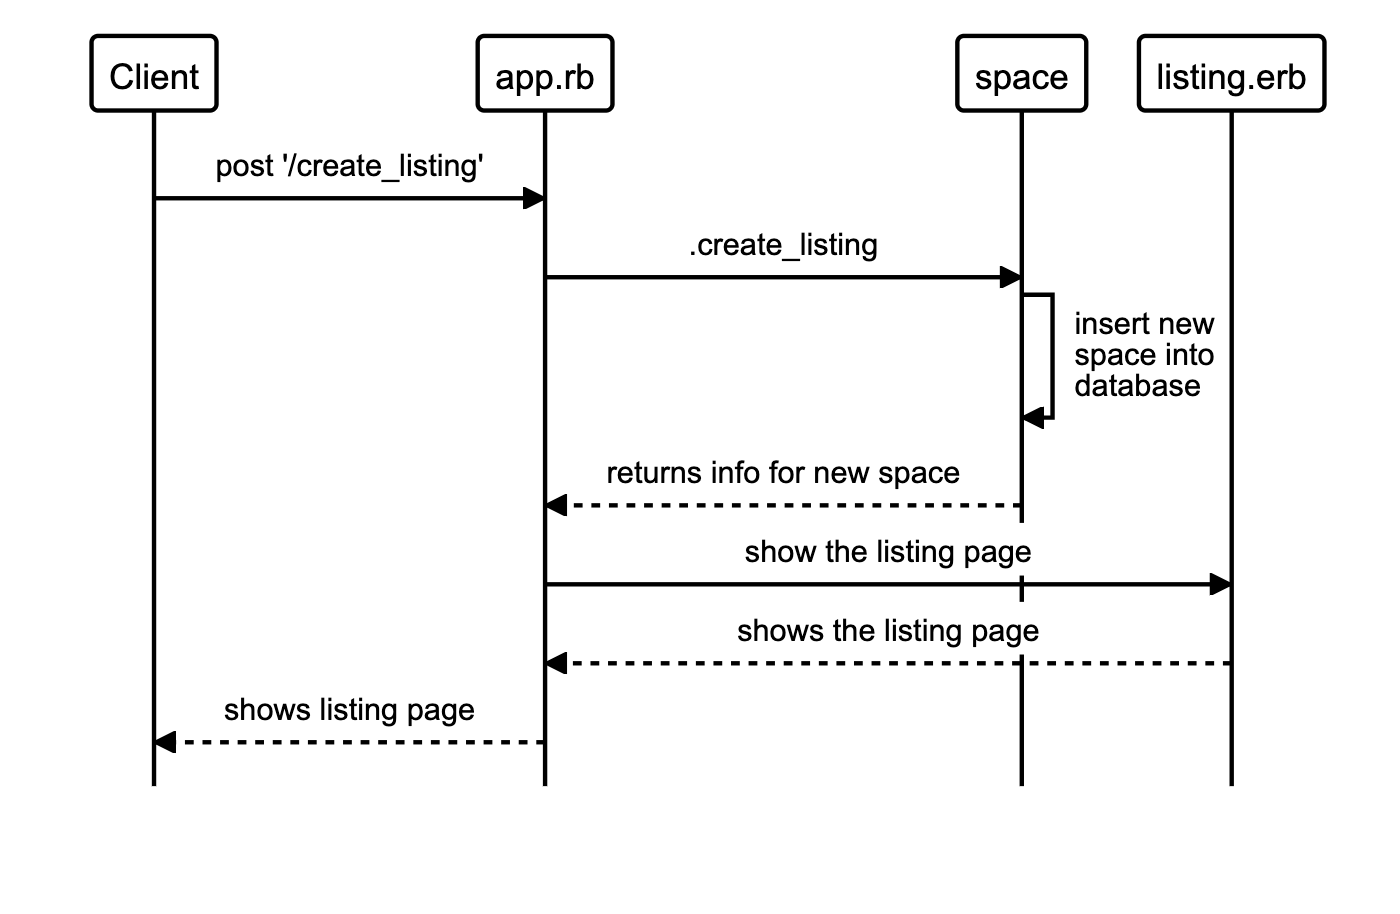 Client
app.rb
space
listing.erb
post '/create_listing'
.create_listing
insert new
space into
database
returns info for new space
show the listing page
shows the listing page
shows listing page